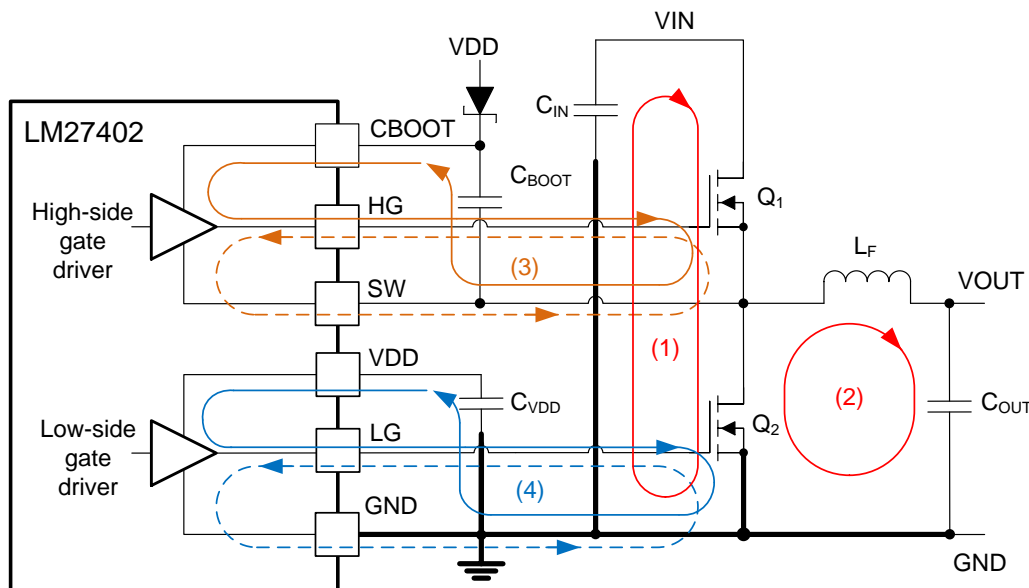 VIN
VDD
LM27402
CBOOT
C_IN
C_BOOT
High-side
gate
driver
HG
Q_1
(3)
SW
L_F
VOUT
VDD
(1)
(2)
C_VDD
C_OUT
Low-side
gate
driver
LG
Q_2
(4)
GND
GND